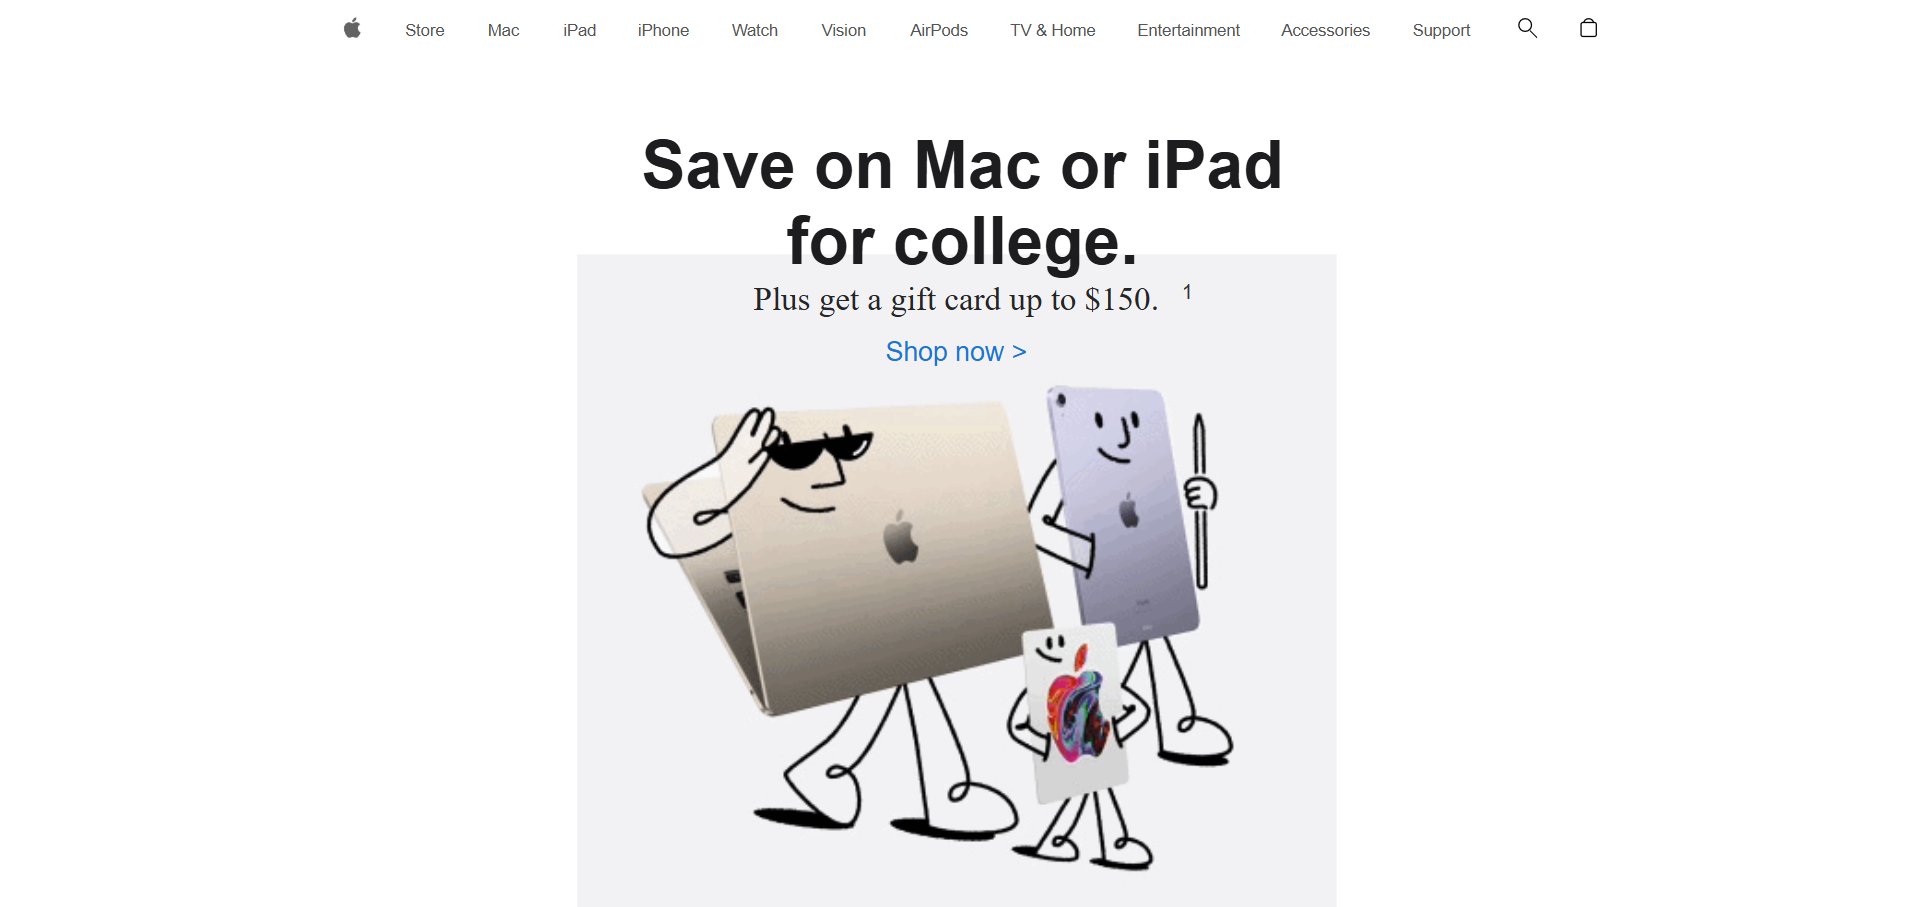 Store Mac iPad iPhone Watch Vision AirPods TV & Home Entertainment Accessories Support
Save on Mac or iPad
for college.
Plus get a gift card up to $150. 1
Shop now >